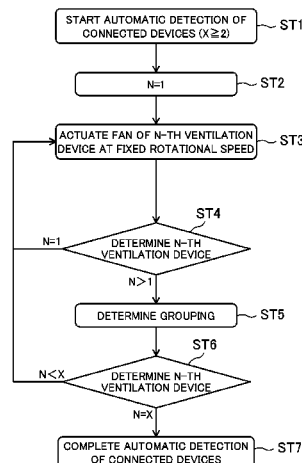 START AUTOMATIC DETECTION OF
CONNECTED DEVICES (X≧2)
ST1
N=1
ST2
ACTUATE FAN OF N-TH VENTILATION
DEVICE AT FIXED ROTATIONAL SPEED
ST3
ST4
N=1
DETERMINE N-TH
VENTILATION DEVICE
N>1
DETERMINE GROUPING
ST5
ST6
N<X
DETERMINE N-TH
VENTILATION DEVICE
N=X
COMPLETE AUTOMATIC DETECTION
OF CONNECTED DEVICES
ST7